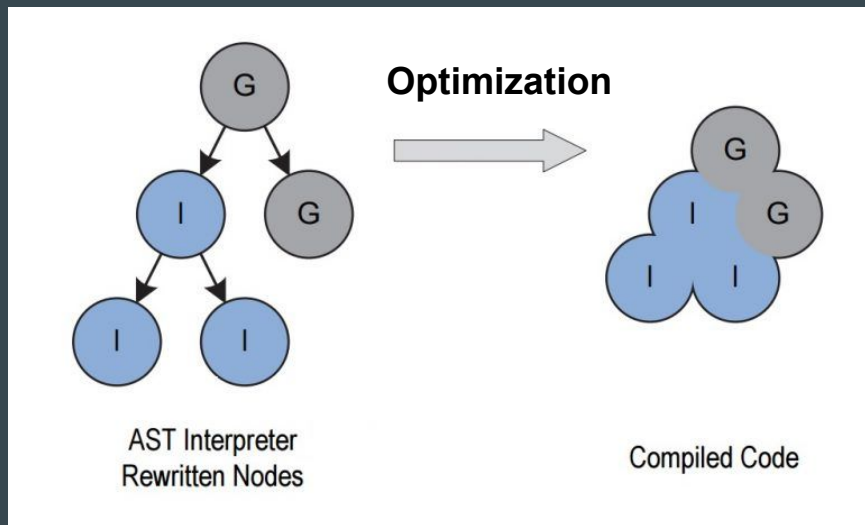 G
Optimization
I
G
I
I
G
I
G
I
I
AST Interpreter
Rewritten Nodes
Compiled Code